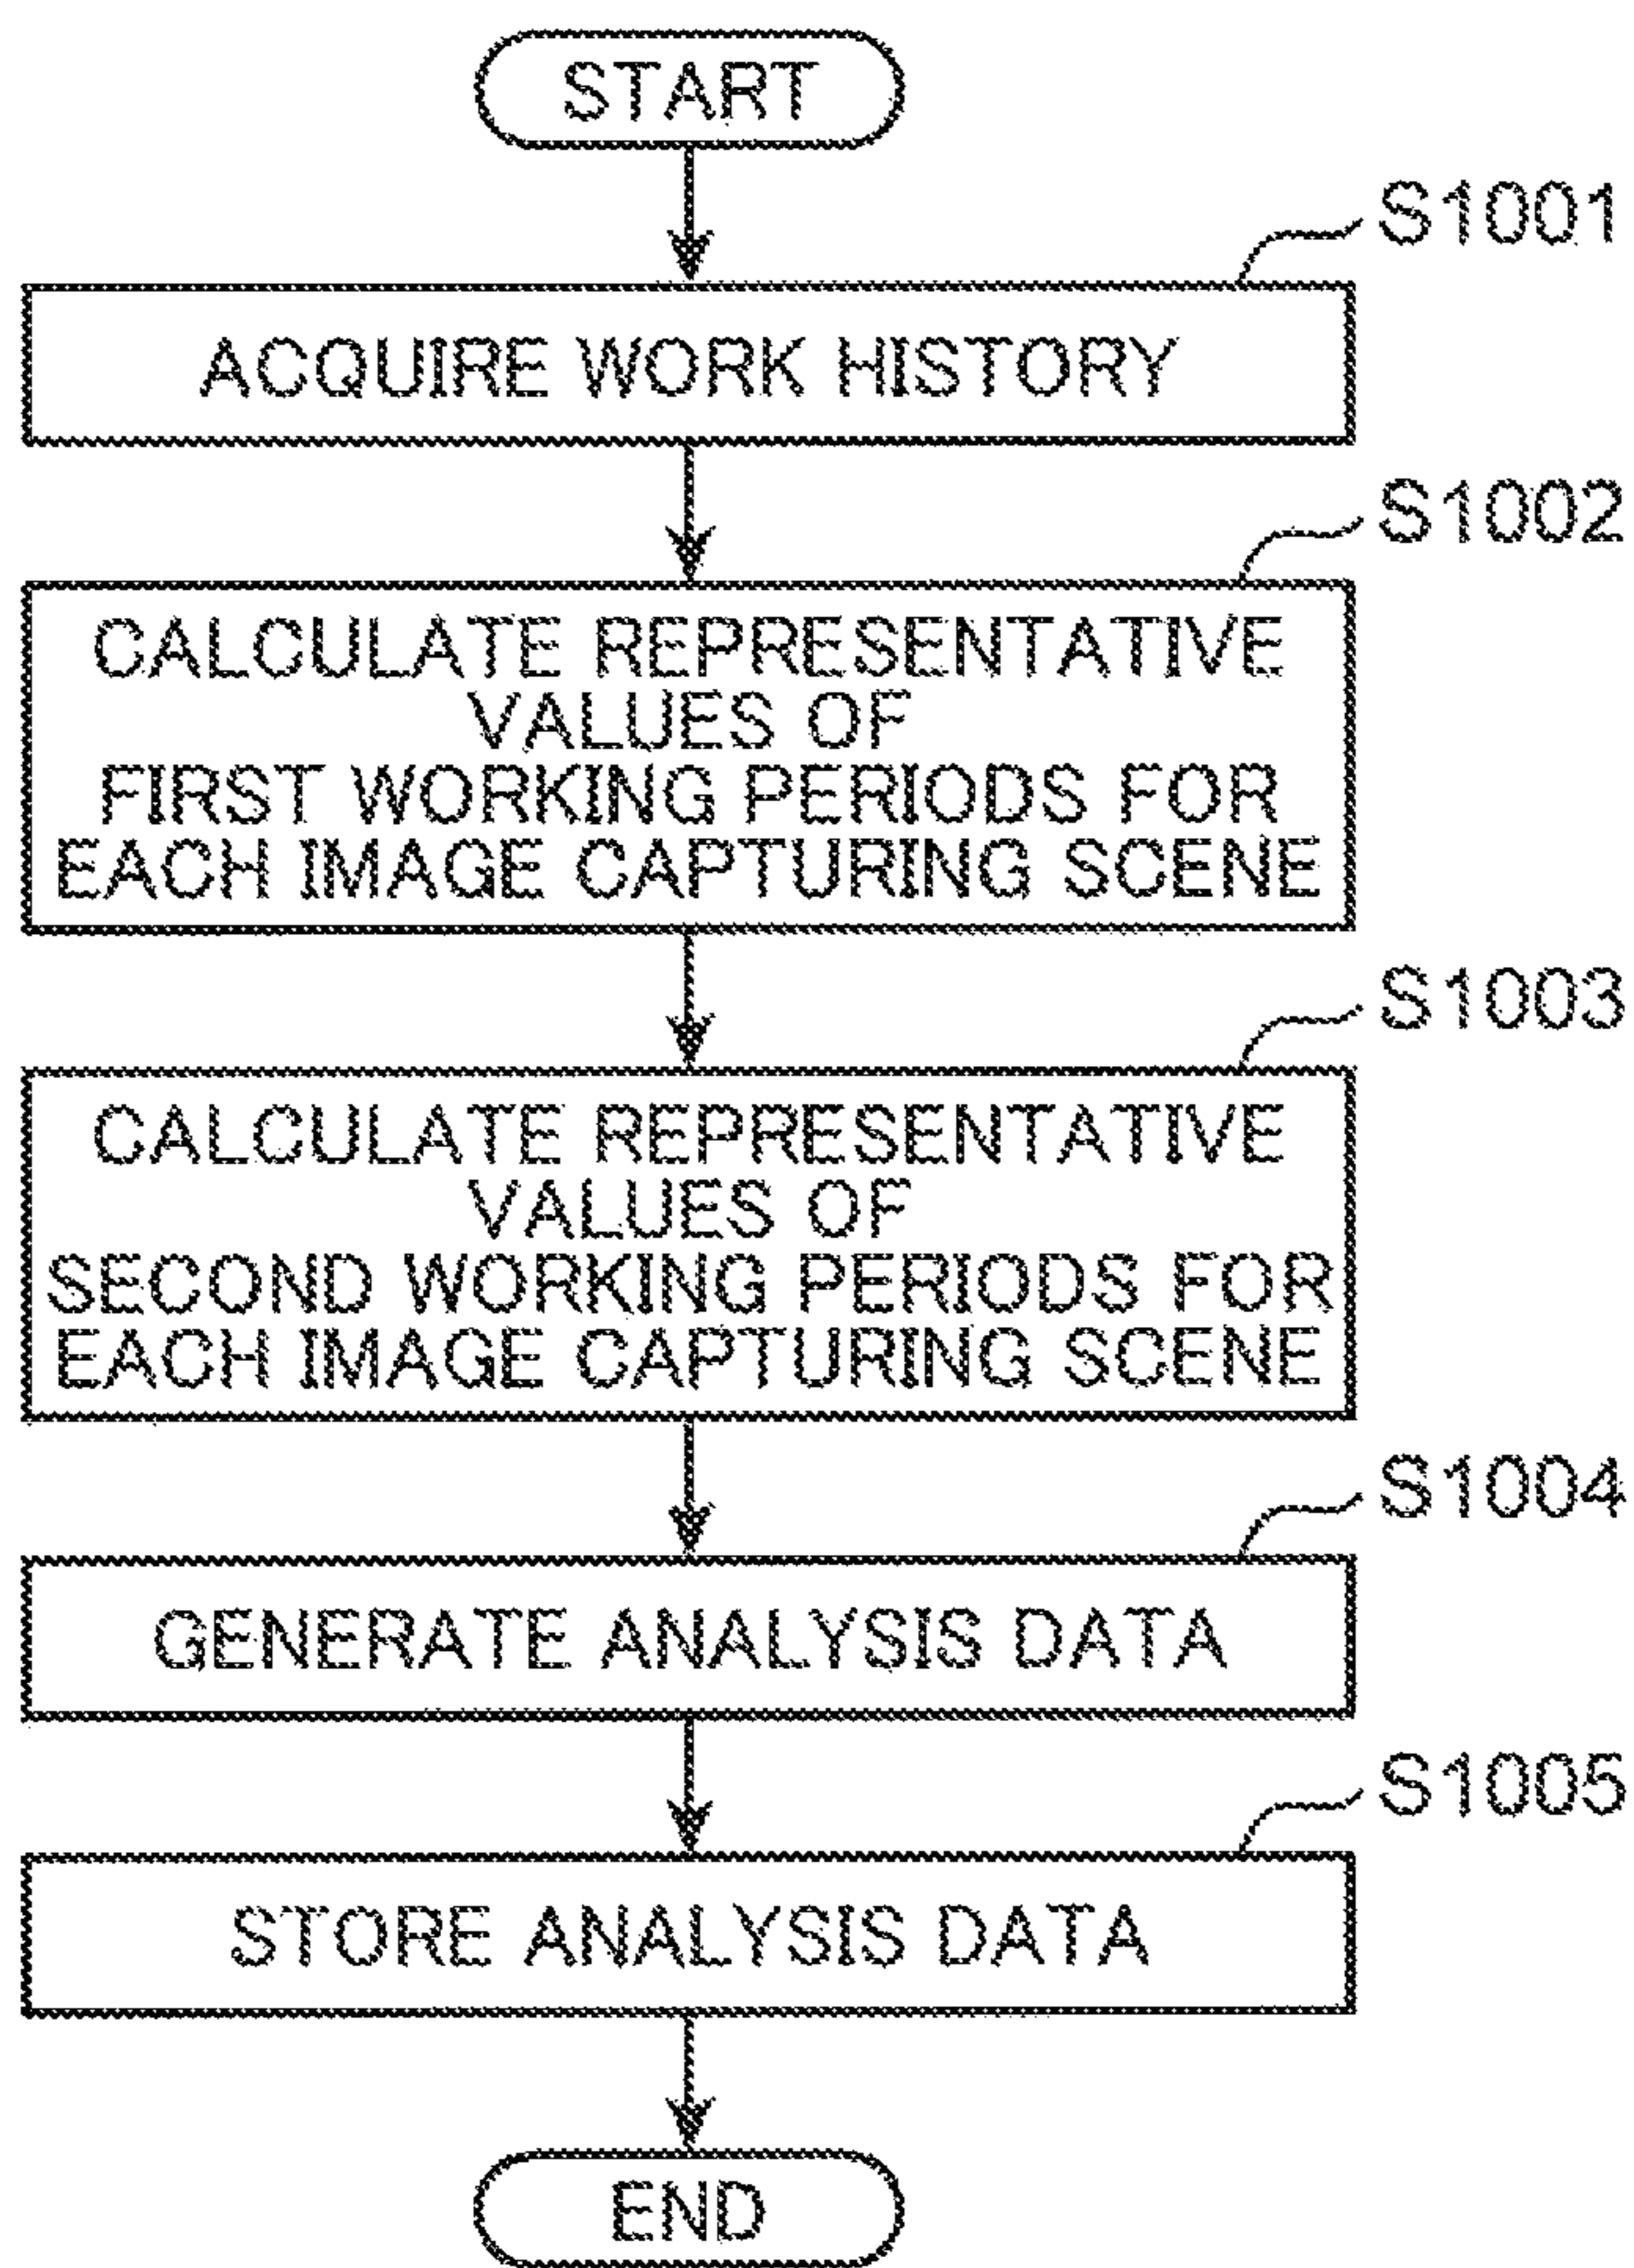 START
S1001
ACQUIRE WORK HISTORY
S1002
CALCULATE REPRESENTATIVE
VALUES OF
FIRST WORKING PERIODS FOR
EACH IMAGE CAPTURING SCENE
S1003
CALCULATE REPRESENTATIVE
VALUES OF
SECOND WORKING PERIODS FOR
EACH IMAGE CAPTURING SCENE
S1004
GENERATE ANALYSIS DATA
S1005
STORE ANALYSIS DATA
END